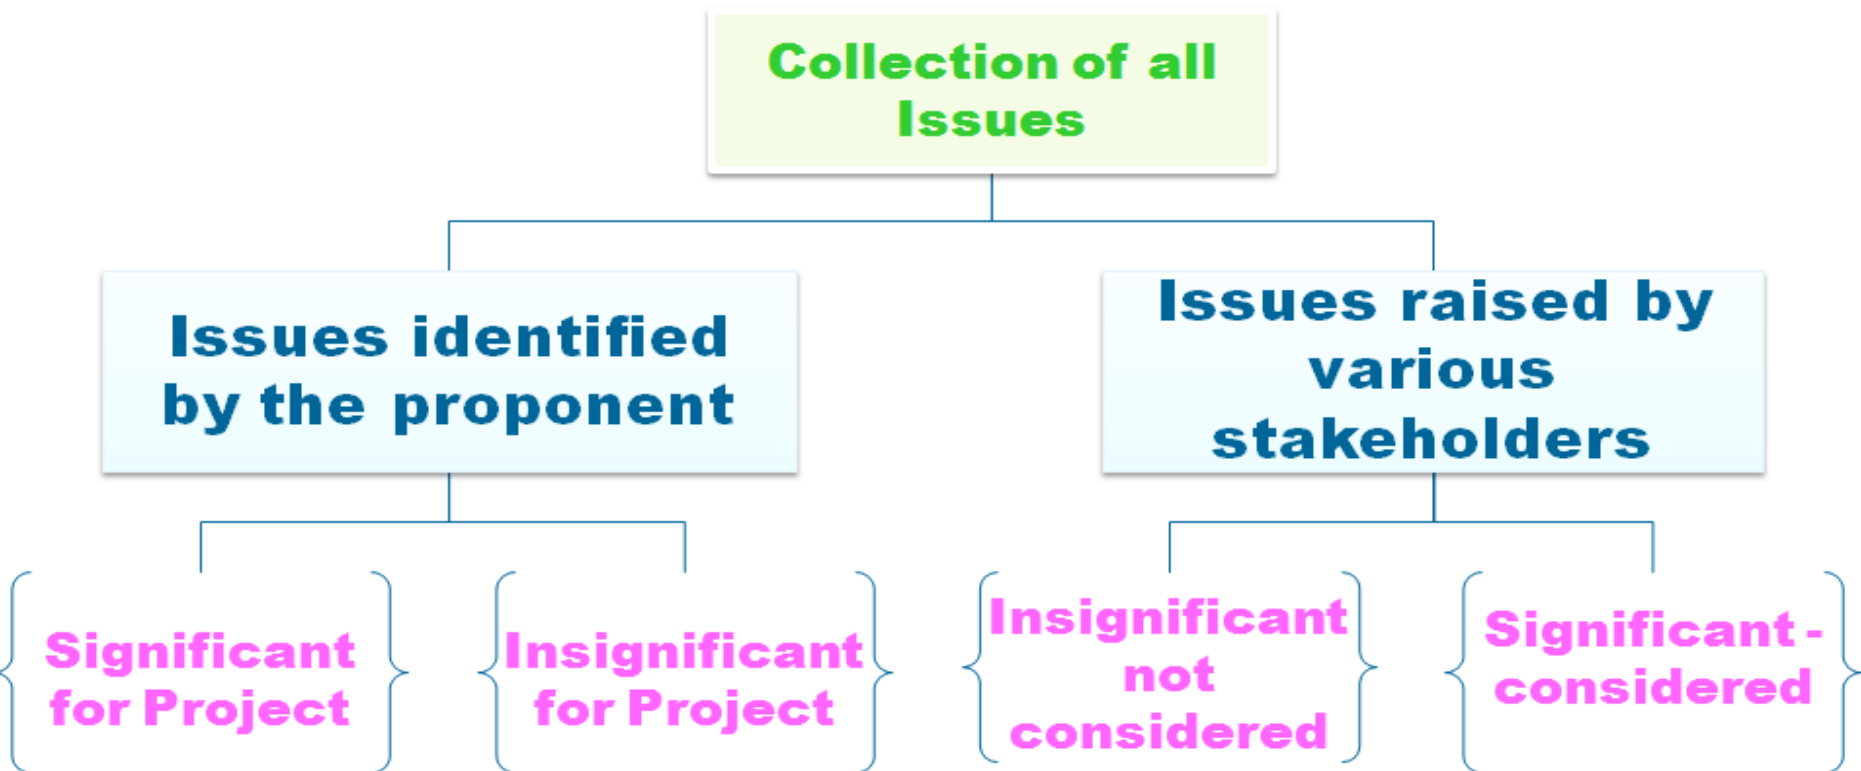 Collection of all
Issues
Issues identified
by the proponent
Issues raised by
various
stakeholders
Significant
for Project
Insignificant
for Project
Insignificant
not
considered
Significant -
considered